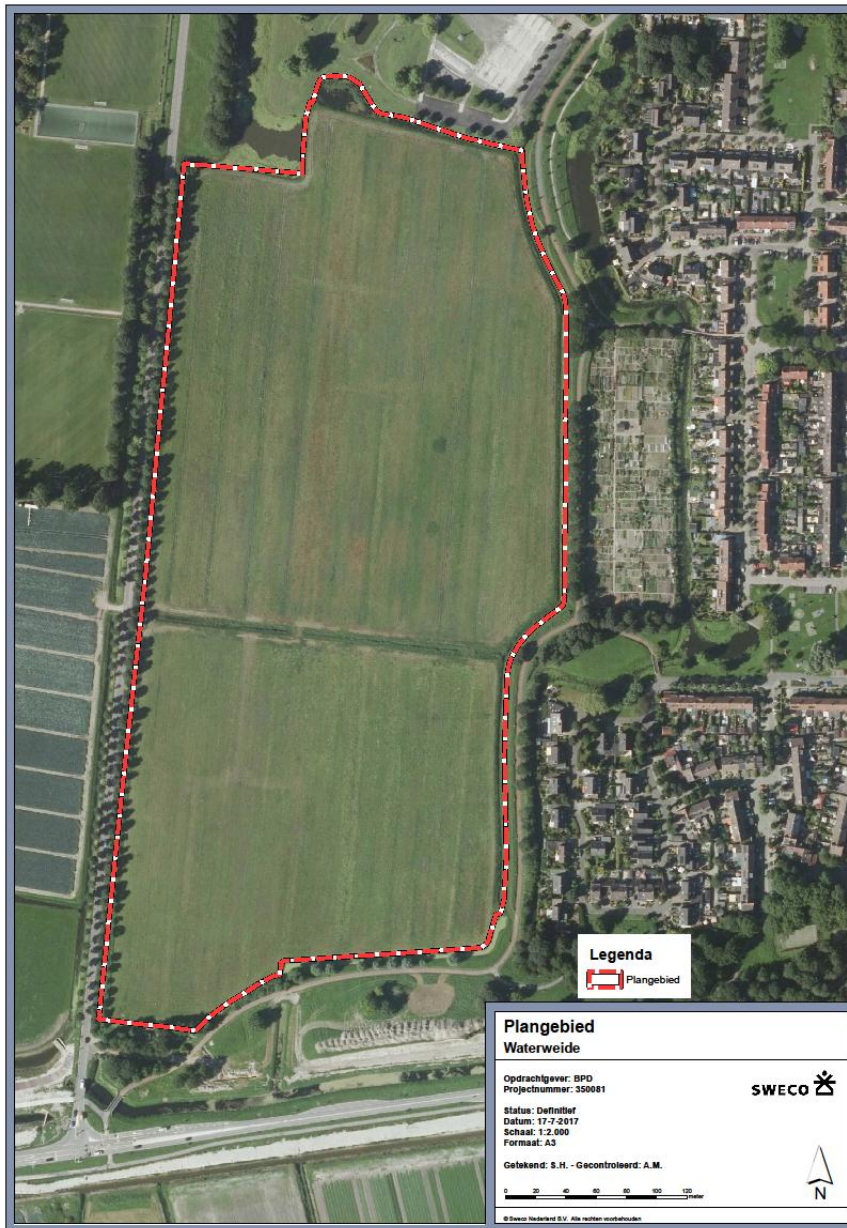 Legenda
Plangebied
Plangebied
Waterweide
Opdrachtgever: BPD
Projectnummer: 350081
SWECO
Status: Definitief
Datum: 17-7-2017
Schaal: 1:2.000
Formaat: A3
Getekend: S.H. - Gecontroleerd: A.M.
N
0 20 40 60 80 100 120
meter
© Sweco Nederland B.V. Alle rechten voorbehouden